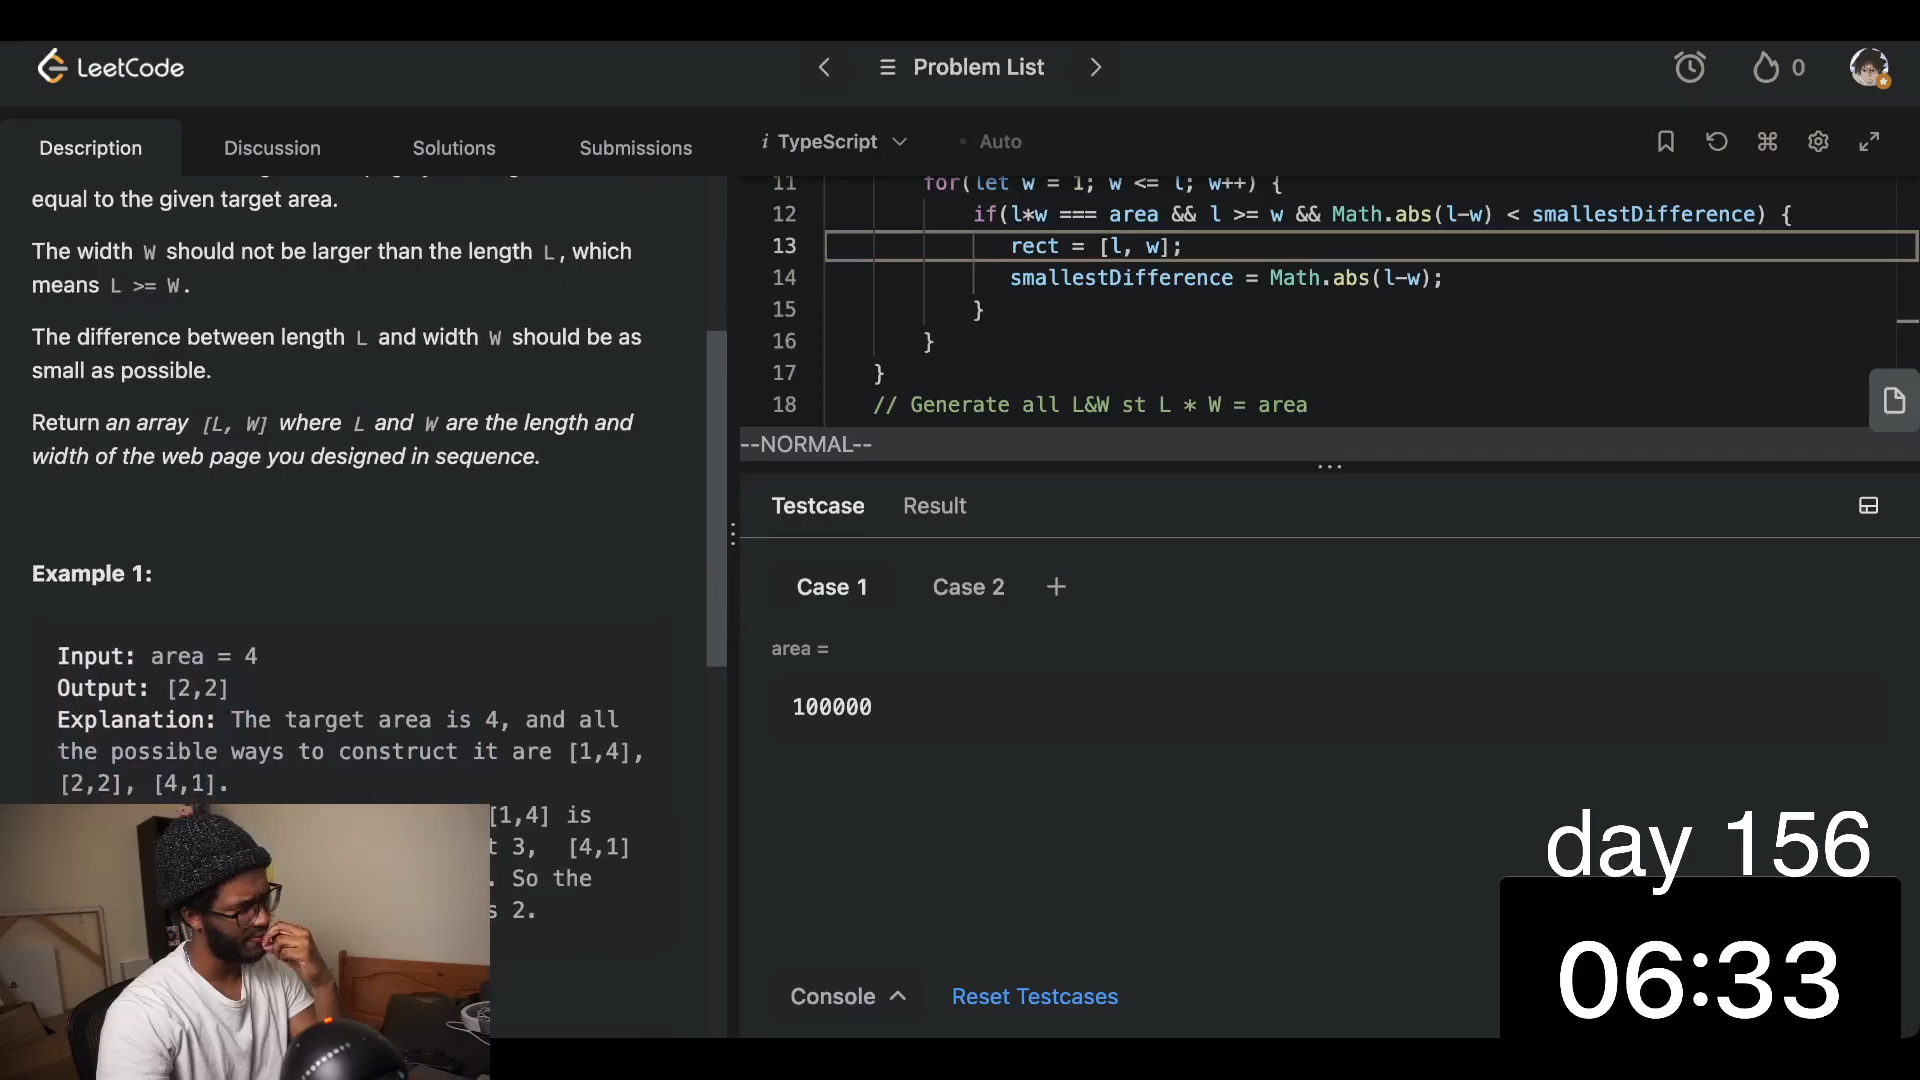 LeetCode
Problem List
0
Description
Discussion
Solutions
Submissions
equal to the given target area.
The width W should not be larger than the length L, which
means L >= W.
The difference between length L and width W should be as
small as possible.
Return an array [L, W] where L and W are the length and
width of the web page you designed in sequence.
Example 1:
Input: area = 4
Output: [2,2]
Explanation: The target area is 4, and all
the possible ways to construct it are [1,4],
[2,2], [4,1].
[1,4] is
t 3, [4,1]
. So the
s 2.
i TypeScript
Auto
11 for(let w = 1; w <= l; w++) {
12 if(l*w === area && l >= w && Math.abs(l-w) < smallestDifference) {
13 rect = [l, w];
14 smallestDifference = Math.abs(l-w);
15 }
16 }
17 }
18 // Generate all L&W st L * W = area
--NORMAL--
Testcase
Result
Case 1
Case 2
+
area =
100000
Console
Reset Testcases
day 156
06:33